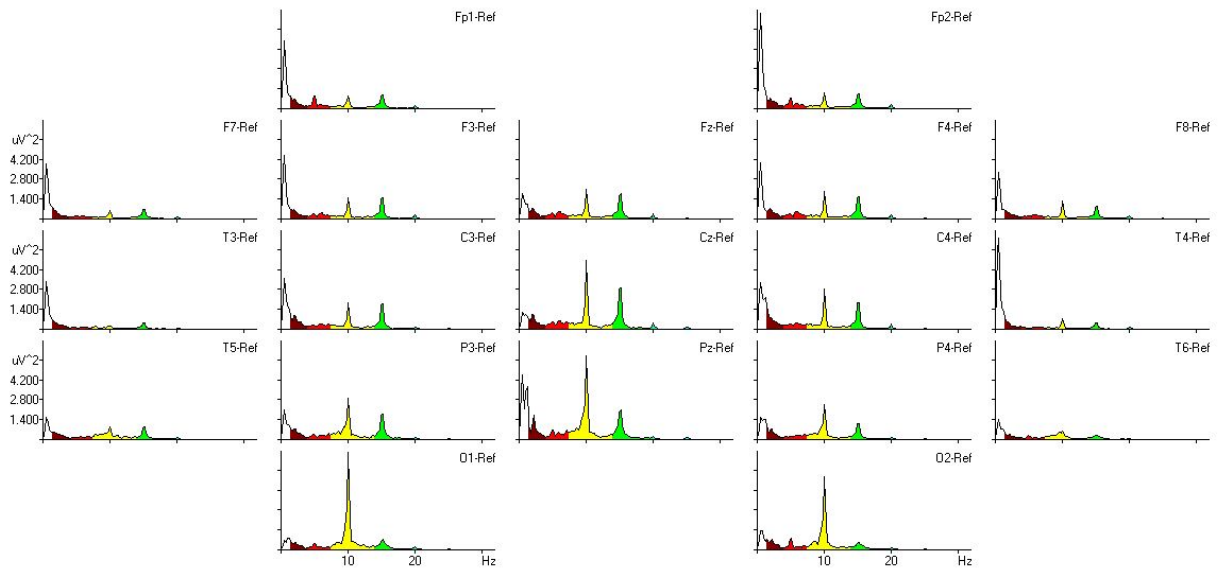 Fp1-Ref Fp2-Ref
F7-Ref F3-Ref Fz-Ref F4-Ref F8-Ref
uV^2
4.200
2.800
1.400
T3-Ref C3-Ref Cz-Ref C4-Ref T4-Ref
uV^2
4.200
2.800
1.400
T5-Ref P3-Ref Pz-Ref P4-Ref T6-Ref
uV^2
4.200
2.800
1.400
O1-Ref O2-Ref
10 20 Hz 10 20 Hz